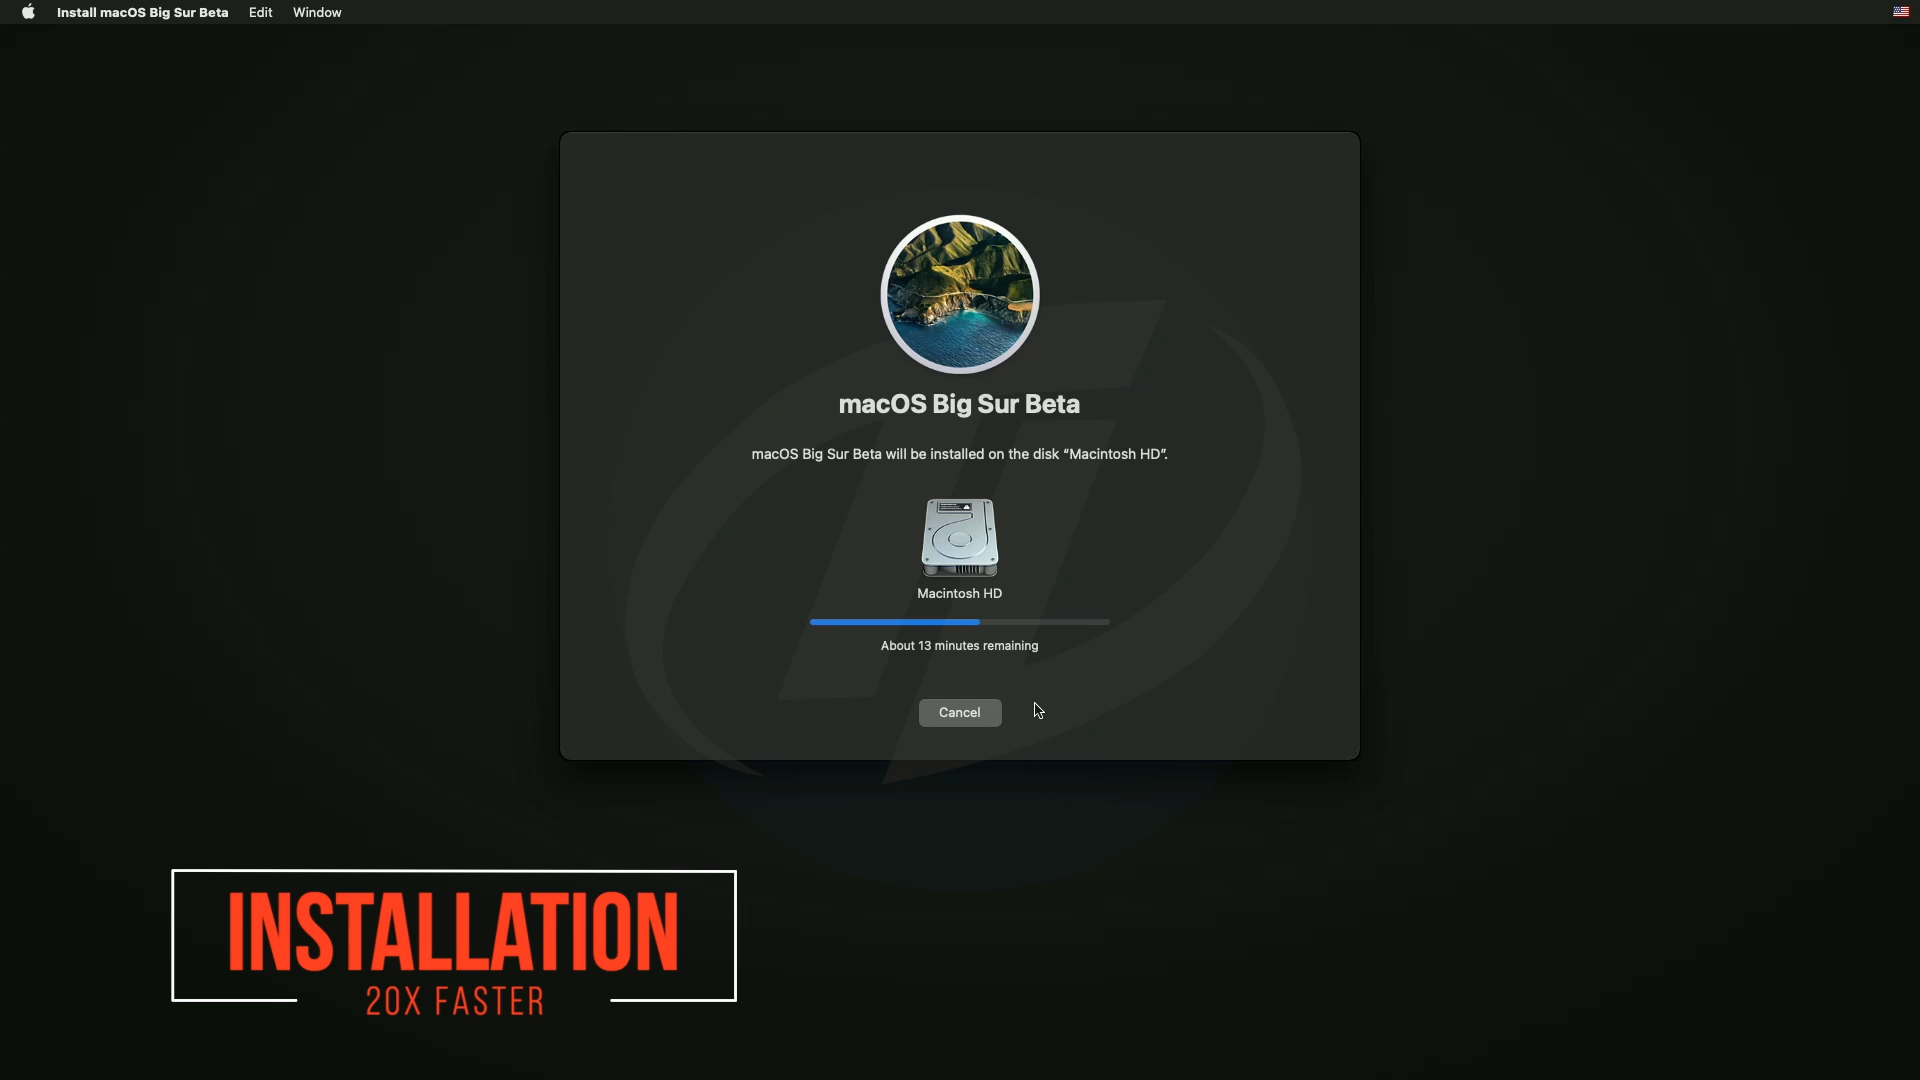 Install macOS Big Sur Beta Edit Window
macOS Big Sur Beta
macOS Big Sur Beta will be installed on the disk “Macintosh HD”.
Macintosh HD
About 13 minutes remaining
Cancel
INSTALLATION
20X FASTER